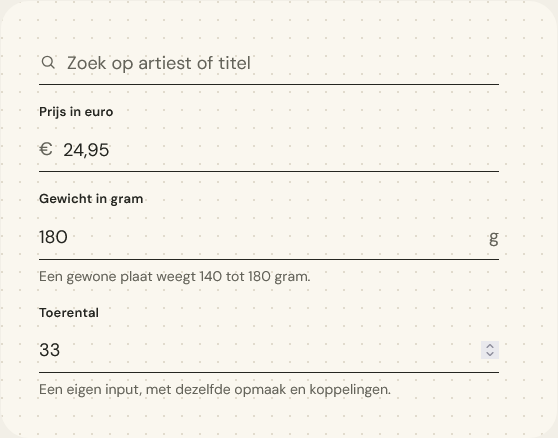 Zoek op artiest of titel
Prijs in euro
€ 24,95
Gewicht in gram
180 g
Een gewone plaat weegt 140 tot 180 gram.
Toerental
33
Een eigen input, met dezelfde opmaak en koppelingen.